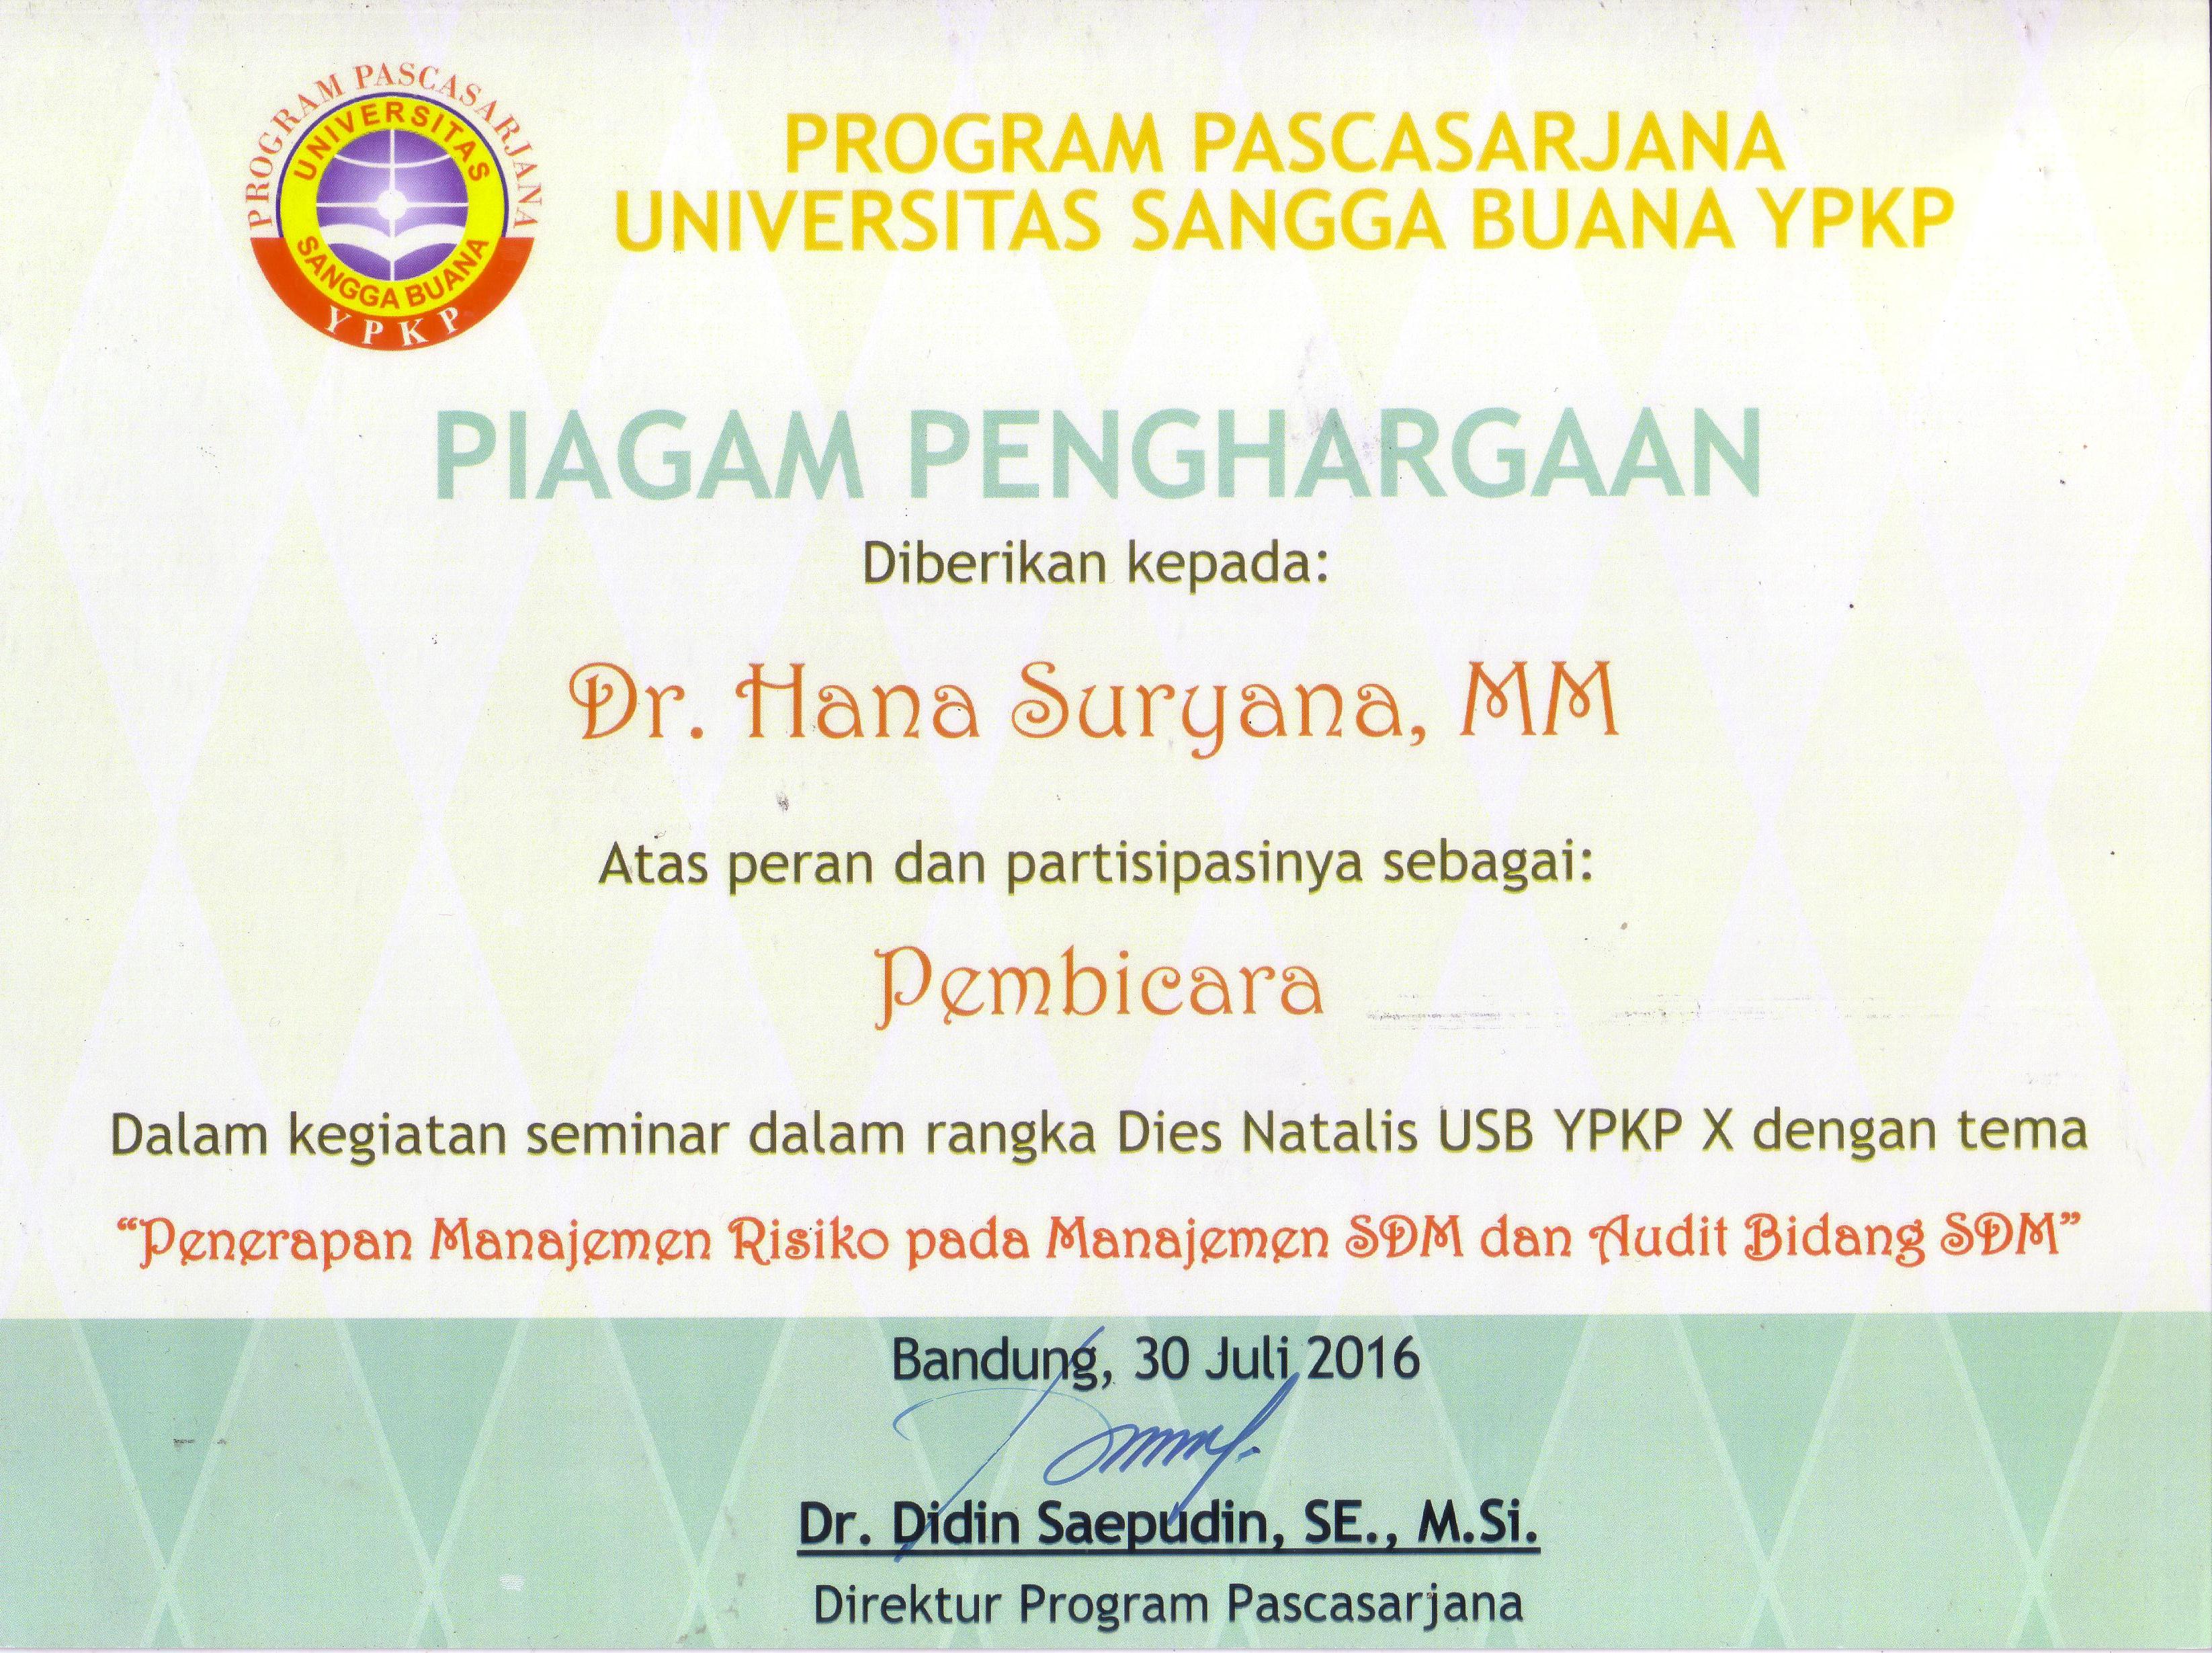 PROGRAM PASCASARJANA
UNIVERSITAS
SANGGA BUANA
YPKP
PROGRAM PASCASARJANA
UNIVERSITAS SANGGA BUANA YPKP
PIAGAM PENGHARGAAN
Diberikan kepada:
Dr. Hana Suryana, MM
Atas peran dan partisipasinya sebagai:
Pembicara
Dalam kegiatan seminar dalam rangka Dies Natalis USB YPKP X dengan tema
“Penerapan Manajemen Risiko pada Manajemen SDM dan Audit Bidang SDM”
Bandung, 30 Juli 2016
Dr. Didin Saepudin, SE., M.Si.
Direktur Program Pascasarjana